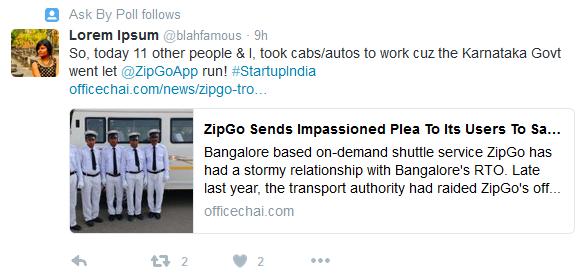 Ask By Poll follows
Lorem Ipsum @blahfamous · 9h
So, today 11 other people & I, took cabs/autos to work cuz the Karnataka Govt
went let @ZipGoApp run! #StartupIndia
officechai.com/news/zipgo-tro…
ZipGo Sends Impassioned Plea To Its Users To Sa…
Bangalore based on-demand shuttle service ZipGo has
had a stormy relationship with Bangalore's RTO. Late
last year, the transport authority had raided ZipGo's off...
officechai.com
2 2